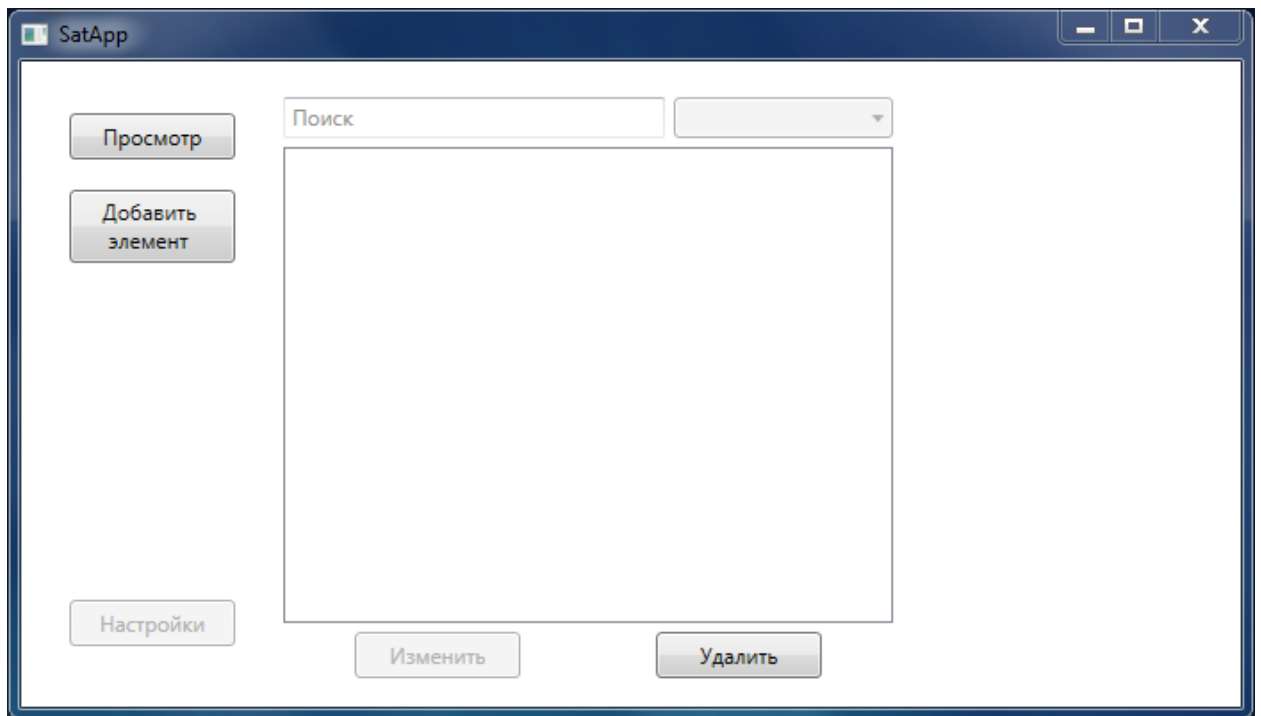 SatApp
Просмотр
Поиск
Добавить
элемент
Настройки
Изменить
Удалить